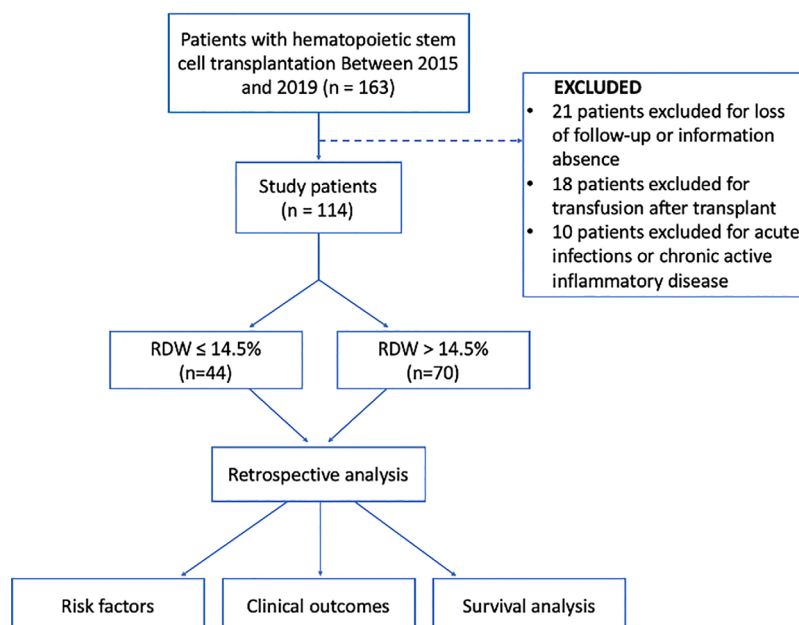 Patients with hematopoietic stem
cell transplantation Between 2015
and 2019 (n = 163)
EXCLUDED
• 21 patients excluded for loss
of follow-up or information
absence
• 18 patients excluded for
transfusion after transplant
• 10 patients excluded for acute
infections or chronic active
inflammatory disease
Study patients
(n = 114)
RDW ≤ 14.5%
(n=44)
RDW > 14.5%
(n=70)
Retrospective analysis
Risk factors
Clinical outcomes
Survival analysis